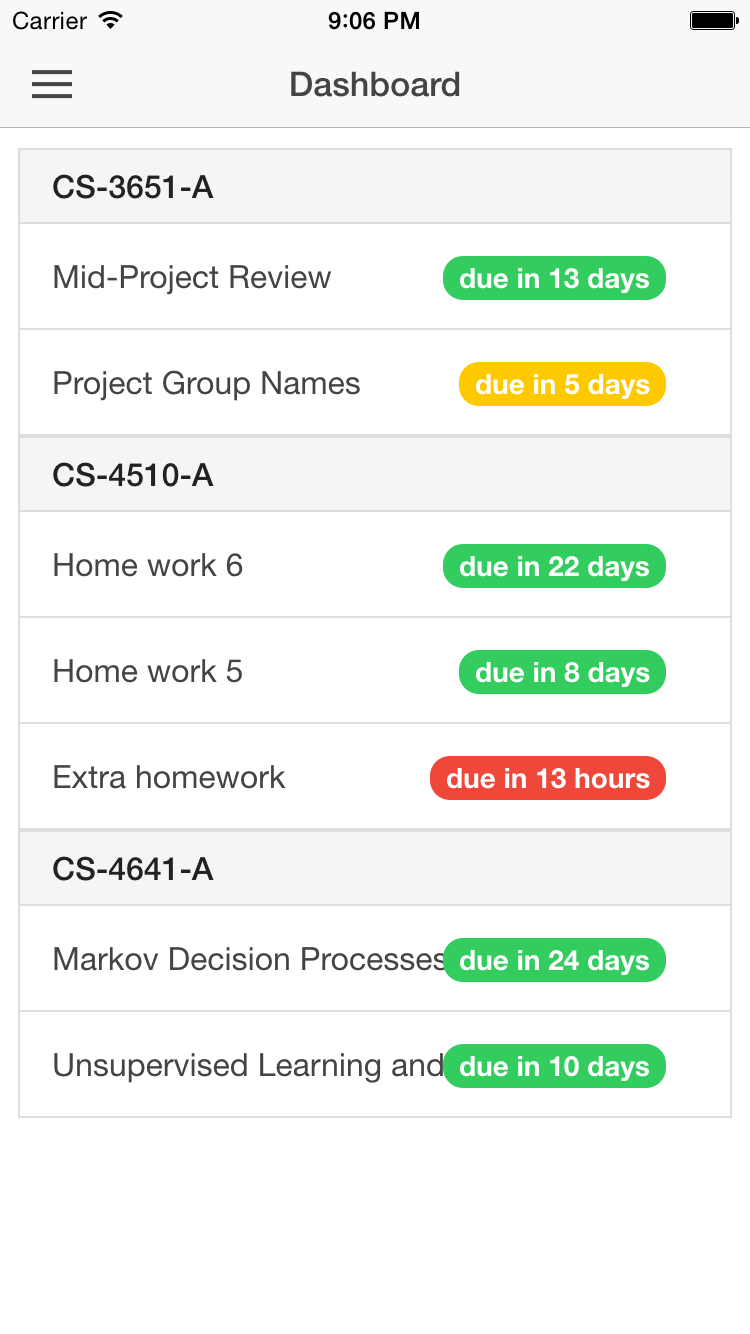 Carrier 9:06 PM
Dashboard
CS-3651-A
Mid-Project Review due in 13 days
Project Group Names due in 5 days
CS-4510-A
Home work 6 due in 22 days
Home work 5 due in 8 days
Extra homework due in 13 hours
CS-4641-A
Markov Decision Processes due in 24 days
Unsupervised Learning and due in 10 days